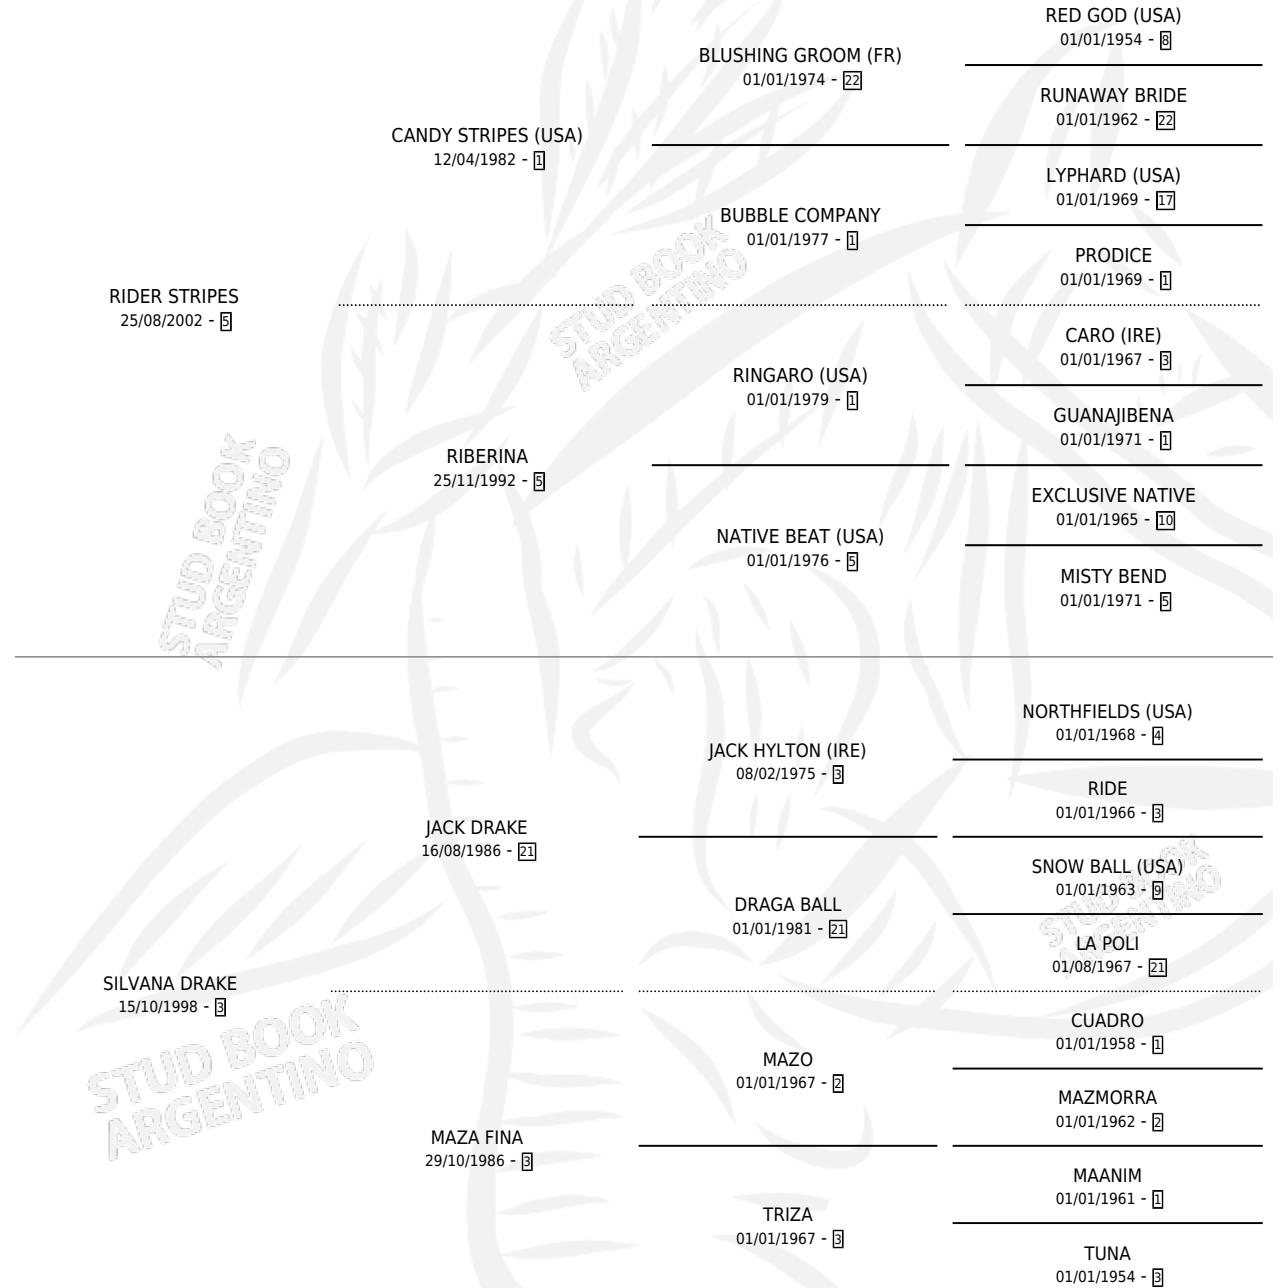 RED GOD (USA)
01/01/1954 - 8
BLUSHING GROOM (FR)
01/01/1974 - 22
RUNAWAY BRIDE
01/01/1962 - 22
CANDY STRIPES (USA)
12/04/1982 - 1
LYPHARD (USA)
01/01/1969 - 17
BUBBLE COMPANY
01/01/1977 - 1
PRODICE
01/01/1969 - 1
RIDER STRIPES
25/08/2002 - 5
STUD BOOK
ARGENTINO
CARO (IRE)
01/01/1967 - 3
RINGARO (USA)
01/01/1979 - 1
GUANAJIBENA
01/01/1971 - 1
RIBERINA
25/11/1992 - 5
EXCLUSIVE NATIVE
01/01/1965 - 10
NATIVE BEAT (USA)
01/01/1976 - 5
MISTY BEND
01/01/1971 - 5
STUD BOOK
ARGENTINO
NORTHFIELDS (USA)
01/01/1968 - 4
JACK HYLTON (IRE)
08/02/1975 - 3
RIDE
01/01/1966 - 3
JACK DRAKE
16/08/1986 - 21
SNOW BALL (USA)
01/01/1963 - 9
DRAGA BALL
01/01/1981 - 21
LA POLI
01/08/1967 - 21
STUD BOOK
ARGENTINO
SILVANA DRAKE
15/10/1998 - 3
CUADRO
01/01/1958 - 1
MAZO
01/01/1967 - 2
MAZMORRA
01/01/1962 - 2
STUD BOOK
ARGENTINO
MAZA FINA
29/10/1986 - 3
MAANIM
01/01/1961 - 1
TRIZA
01/01/1967 - 3
TUNA
01/01/1954 - 3